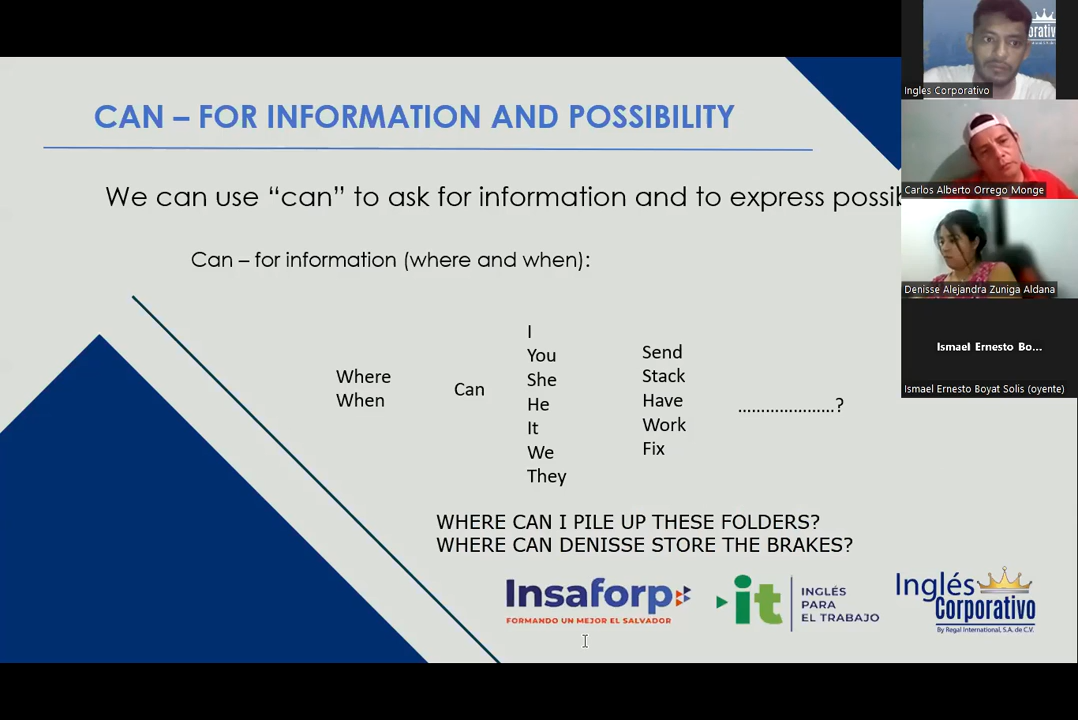 CAN – FOR INFORMATION AND POSSIBILITY
We can use “can” to ask for information and to express possib
Can – for information (where and when):
Where
When
Can
I
You
She
He
It
We
They
Send
Stack
Have
Work
Fix
.....................?
WHERE CAN I PILE UP THESE FOLDERS?
WHERE CAN DENISSE STORE THE BRAKES?
Insaforp
FORMANDO UN MEJOR EL SALVADOR
it
INGLÉS
PARA
EL TRABAJO
Inglés
Corporativo
By Regal International, S.A. de C.V.
Ingles Corporativo
Carlos Alberto Orrego Monge
Denisse Alejandra Zuniga Aldana
Ismael Ernesto Bo...
Ismael Ernesto Boyat Solis (oyente)